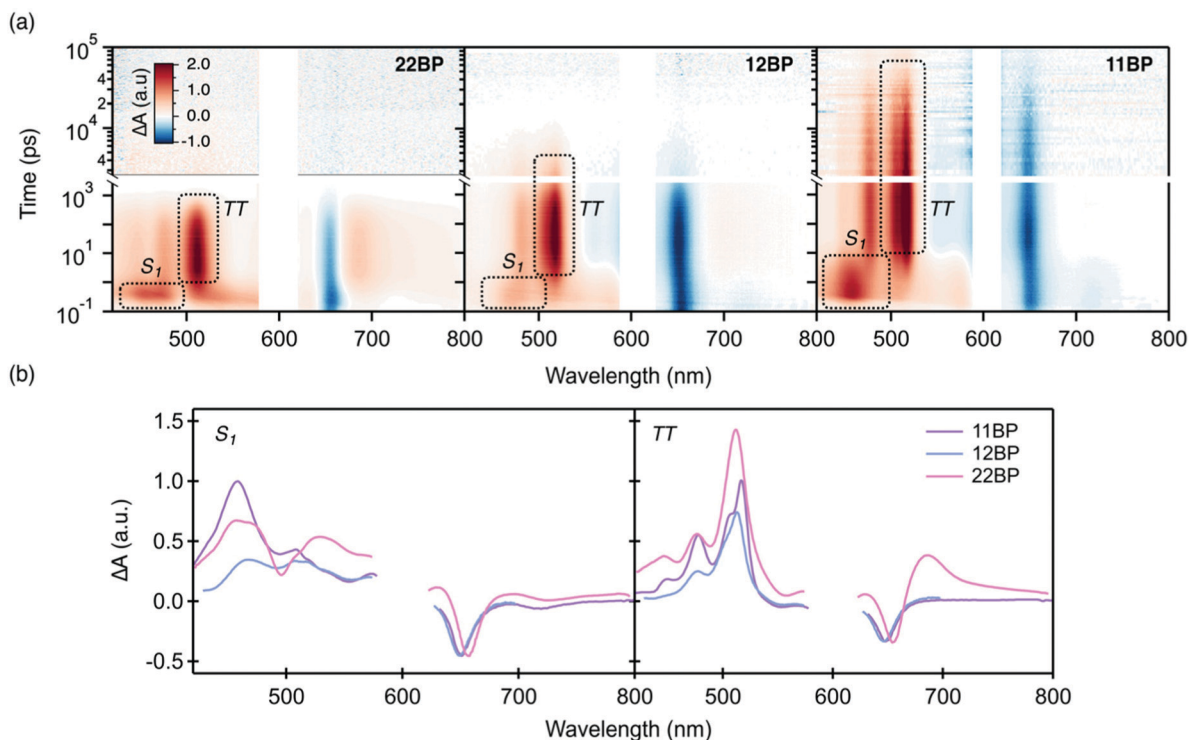 (a)
10^5
4
2
10^4
4
10^3
10^1
10^-1
Time (ps)
ΔA (a.u)
2.0
1.0
0.0
-1.0
22BP
12BP
11BP
S1
TT
S1
TT
S1
TT
500 600 700 800 500 600 700 800 500 600 700 800
Wavelength (nm)
(b)
1.5
1.0
0.5
0.0
-0.5
ΔA (a.u.)
S1
TT
11BP
12BP
22BP
500 600 700 800 500 600 700 800
Wavelength (nm)